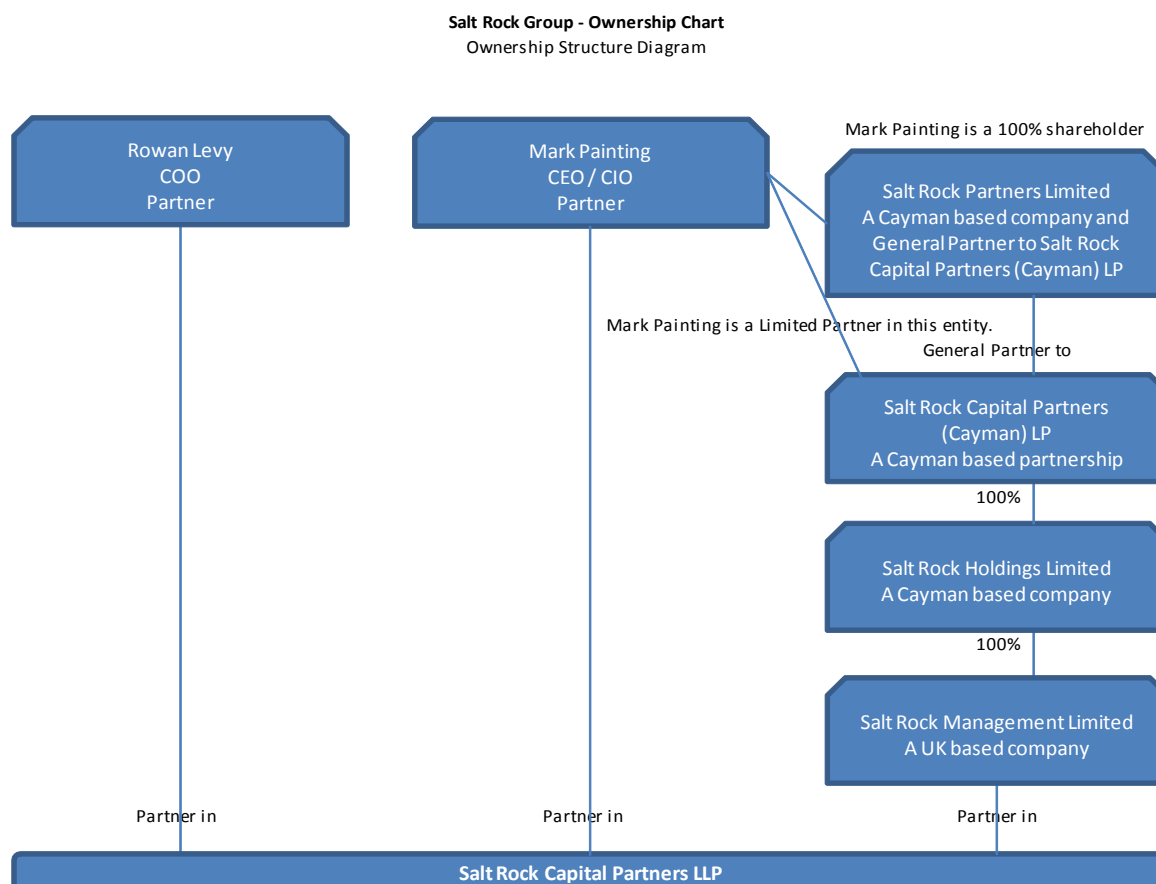 Salt Rock Group - Ownership Chart
Ownership Structure Diagram
Rowan Levy
COO
Partner
Mark Painting
CEO / CIO
Partner
Mark Painting is a 100% shareholder
Salt Rock Partners Limited
A Cayman based company and
General Partner to Salt Rock
Capital Partners (Cayman) LP
Mark Painting is a Limited Partner in this entity.
General Partner to
Salt Rock Capital Partners
(Cayman) LP
A Cayman based partnership
100%
Salt Rock Holdings Limited
A Cayman based company
100%
Salt Rock Management Limited
A UK based company
Partner in
Partner in
Partner in
Salt Rock Capital Partners LLP